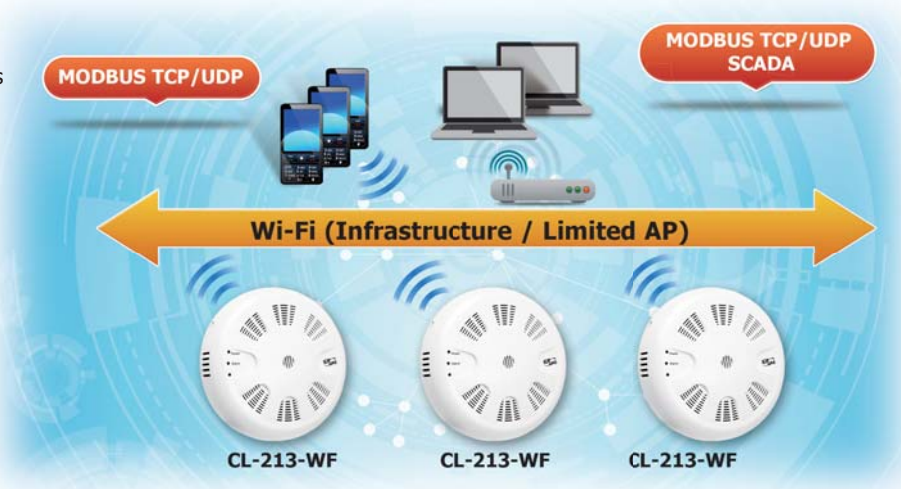 s
MODBUS TCP/UDP
MODBUS TCP/UDP
SCADA
Wi-Fi (Infrastructure / Limited AP)
CL-213-WF
CL-213-WF
CL-213-WF